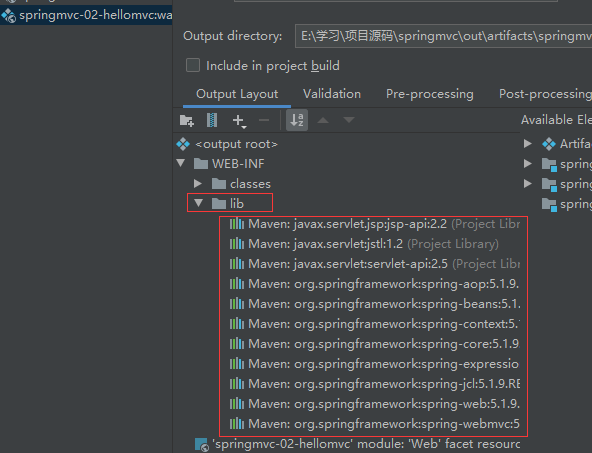 springmvc-02-hellomvc:wa
Output directory: E:\学习\项目源码\springmvc\out\artifacts\springmv
Include in project build
Output Layout Validation Pre-processing Post-processing
Available Ele
<output root>
Artifa
WEB-INF
sprin
classes
sprin
lib
sprin
Maven: javax.servlet.jsp:jsp-api:2.2 (Project Libr
Maven: javax.servlet:jstl:1.2 (Project Library)
Maven: javax.servlet:servlet-api:2.5 (Project Libr
Maven: org.springframework:spring-aop:5.1.9.
Maven: org.springframework:spring-beans:5.1.
Maven: org.springframework:spring-context:5.
Maven: org.springframework:spring-core:5.1.9.
Maven: org.springframework:spring-expressio
Maven: org.springframework:spring-jcl:5.1.9.RE
Maven: org.springframework:spring-web:5.1.9.
Maven: org.springframework:spring-webmvc:5
'springmvc-02-hellomvc' module: 'Web' facet resourc